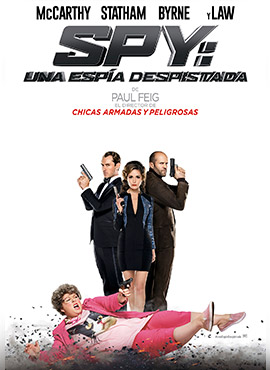 McCARTHY STATHAM BYRNE Y LAW
SPY:
UNA ESPÍA DESPISTADA
DE
PAUL FEIG
EL DIRECTOR DE
CHICAS ARMADAS Y PELIGROSAS